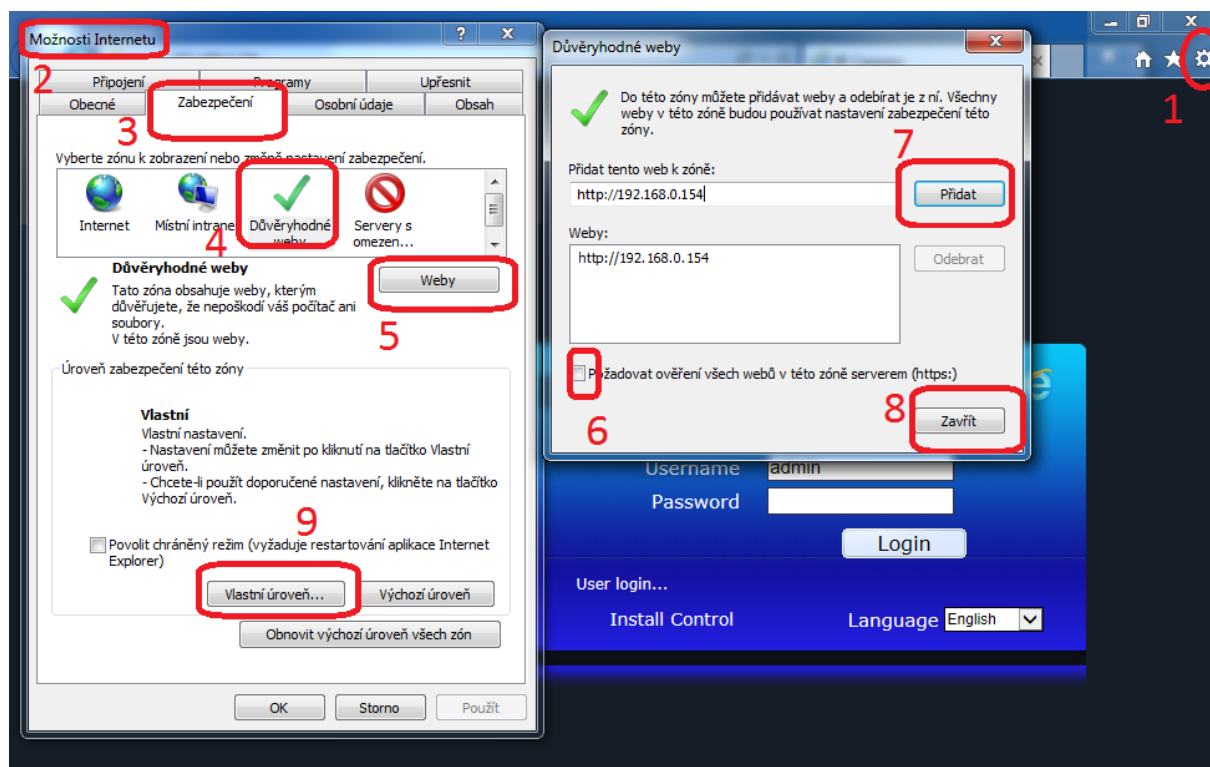 Možnosti Internetu
2
Připojení
Programy
Upřesnit
Obecné
Zabezpečení
Osobní údaje
Obsah
3
Vyberte zónu k zobrazení nebo změně nastavení zabezpečení.
Internet
Místní intrane
Důvěryhodné
weby
Servery s
omezen...
4
Důvěryhodné weby
Tato zóna obsahuje weby, kterým
důvěřujete, že nepoškodí váš počítač ani
soubory.
V této zóně jsou weby.
Weby
5
Úroveň zabezpečení této zóny
Vlastní
Vlastní nastavení.
- Nastavení můžete změnit po kliknutí na tlačítko Vlastní
úroveň.
- Chcete-li použít doporučené nastavení, klikněte na tlačítko
Výchozí úroveň.
9
Povolit chráněný režim (vyžaduje restartování aplikace Internet
Explorer)
Vlastní úroveň...
Výchozí úroveň
Obnovit výchozí úroveň všech zón
OK
Storno
Použít
Důvěryhodné weby
Do této zóny můžete přidávat weby a odebírat je z ní. Všechny
weby v této zóně budou používat nastavení zabezpečení této
zóny.
7
Přidat tento web k zóně:
http://192.168.0.154
Přidat
Weby:
http://192.168.0.154
Odebrat
Požadovat ověření všech webů v této zóně serverem (https:)
6
8
Zavřít
1
Username
admin
Password
Login
User login...
Install Control
Language
English